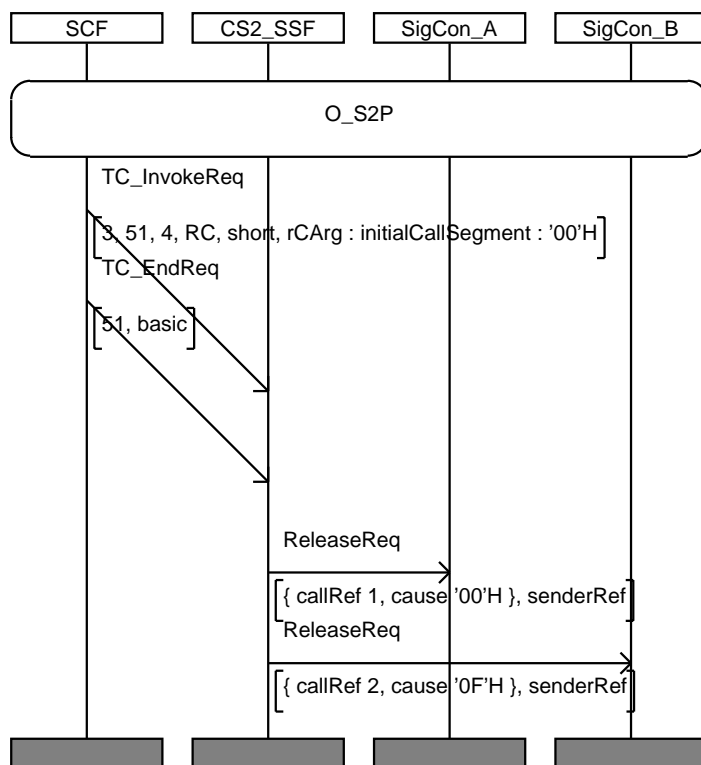 SCF CS2_SSF SigCon_A SigCon_B
O_S2P
TC_InvokeReq
3, 51, 4, RC, short, rCArg : initialCallSegment : '00'H
TC_EndReq
51, basic
ReleaseReq
{ callRef 1, cause '00'H }, senderRef
ReleaseReq
{ callRef 2, cause '0F'H }, senderRef